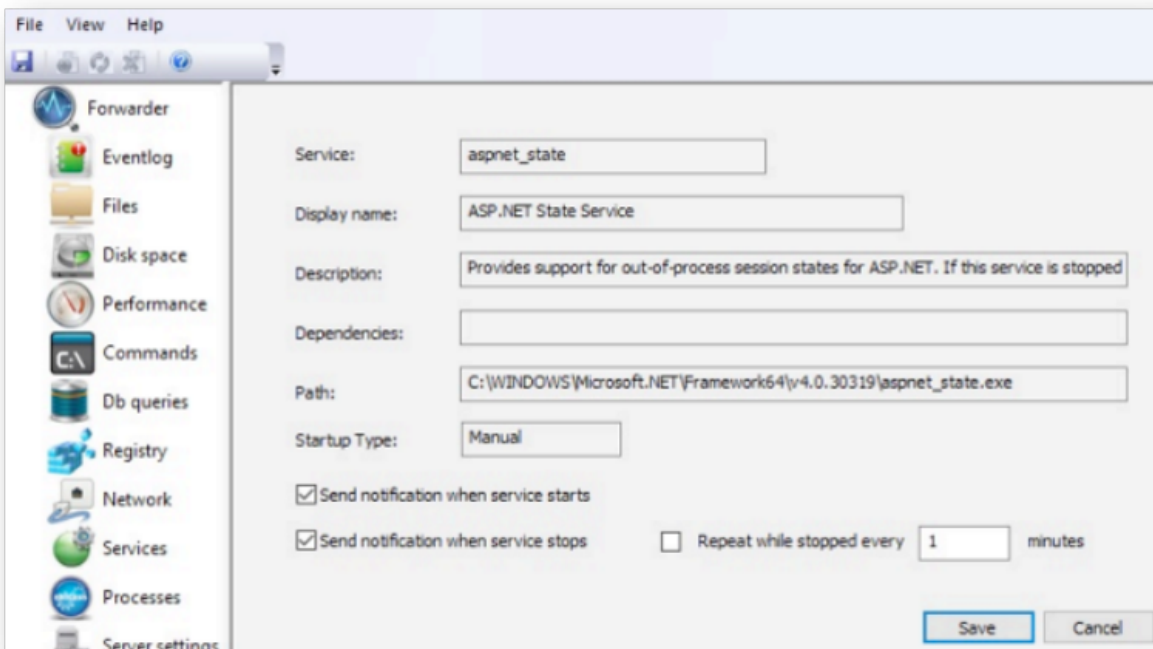 File View Help
Forwarder
Eventlog
Files
Disk space
Performance
Commands
Db queries
Registry
Network
Services
Processes
Server settings
Service: aspnet_state
Display name: ASP.NET State Service
Description: Provides support for out-of-process session states for ASP.NET. If this service is stopped
Dependencies:
Path: C:\WINDOWS\Microsoft.NET\Framework64\v4.0.30319\aspnet_state.exe
Startup Type: Manual
Send notification when service starts
Send notification when service stops Repeat while stopped every 1 minutes
Save Cancel